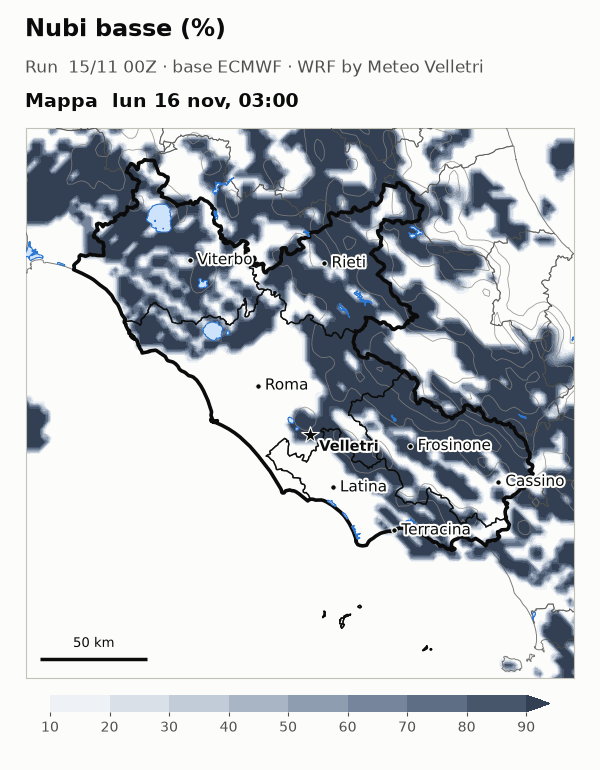 Nubi basse (%)
Run  15/11 00Z · base ECMWF · WRF by Meteo Velletri
Mappa  lun 16 nov, 03:00
Viterbo
Rieti
Roma
Velletri
Frosinone
Cassino
Latina
Terracina
50 km
10 20 30 40 50 60 70 80 90